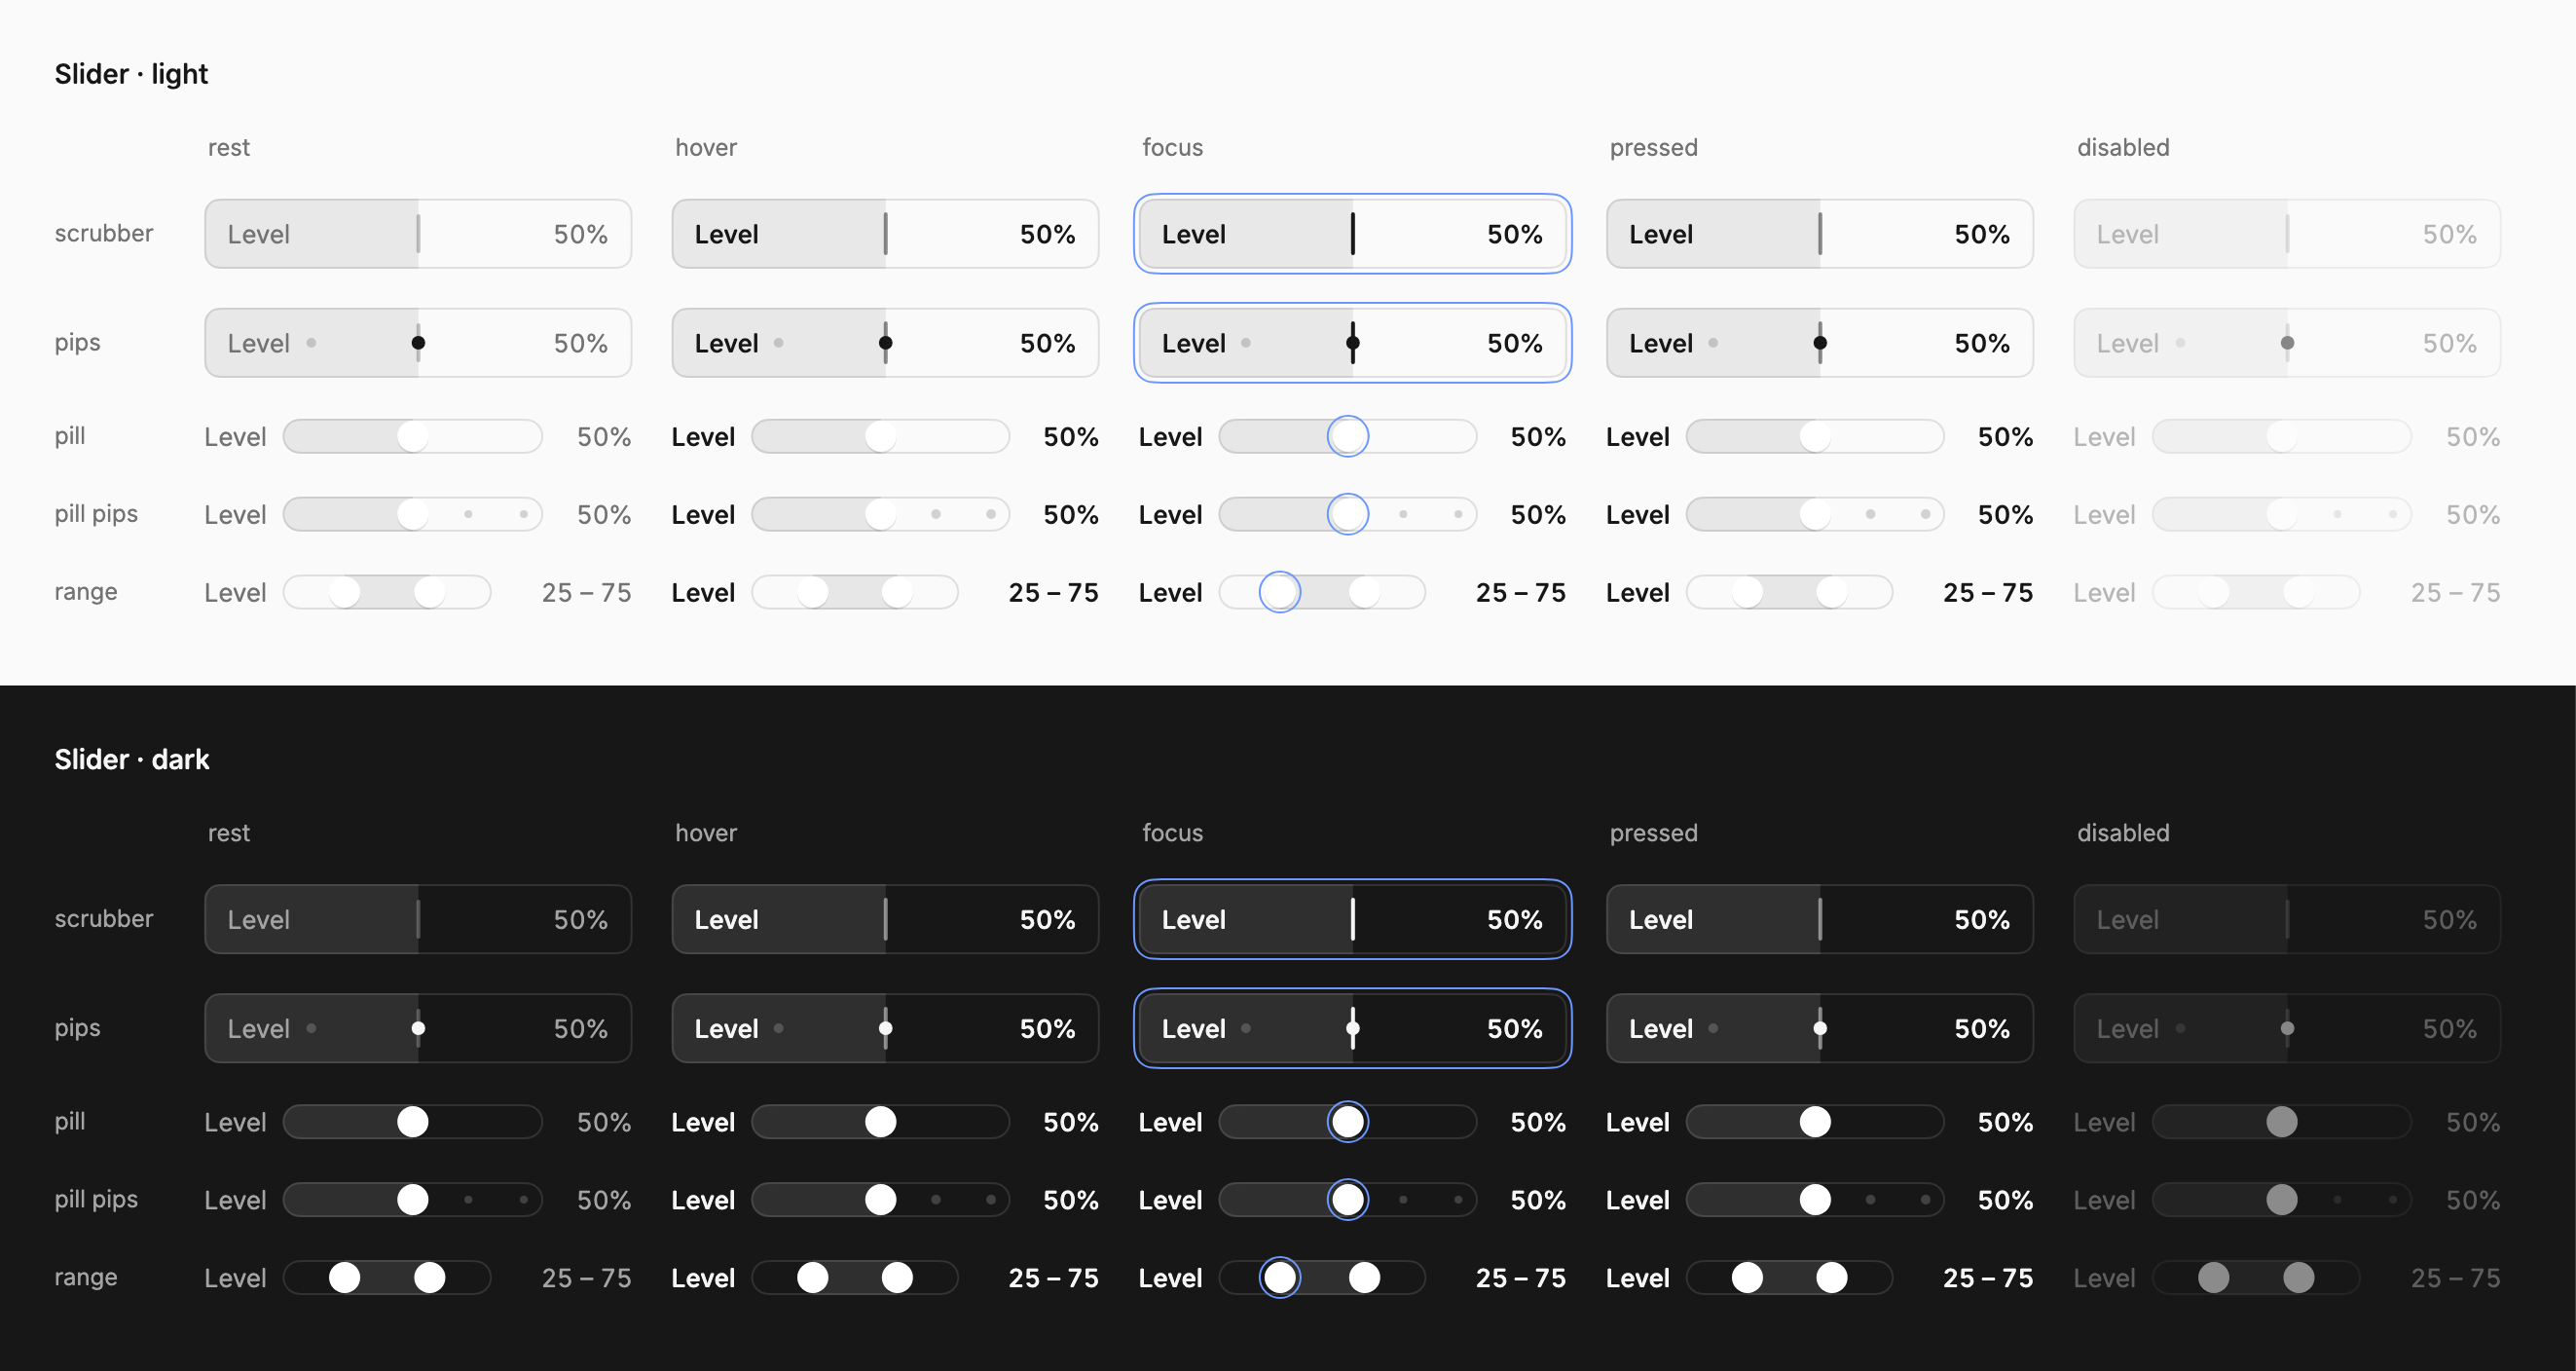 Slider · light
rest hover focus pressed disabled
scrubber Level 50% Level 50% Level 50% Level 50% Level 50%
pips Level 50% Level 50% Level 50% Level 50% Level 50%
pill Level 50% Level 50% Level 50% Level 50% Level 50%
pill pips Level 50% Level 50% Level 50% Level 50% Level 50%
range Level 25 – 75 Level 25 – 75 Level 25 – 75 Level 25 – 75 Level 25 – 75
Slider · dark
rest hover focus pressed disabled
scrubber Level 50% Level 50% Level 50% Level 50% Level 50%
pips Level 50% Level 50% Level 50% Level 50% Level 50%
pill Level 50% Level 50% Level 50% Level 50% Level 50%
pill pips Level 50% Level 50% Level 50% Level 50% Level 50%
range Level 25 – 75 Level 25 – 75 Level 25 – 75 Level 25 – 75 Level 25 – 75